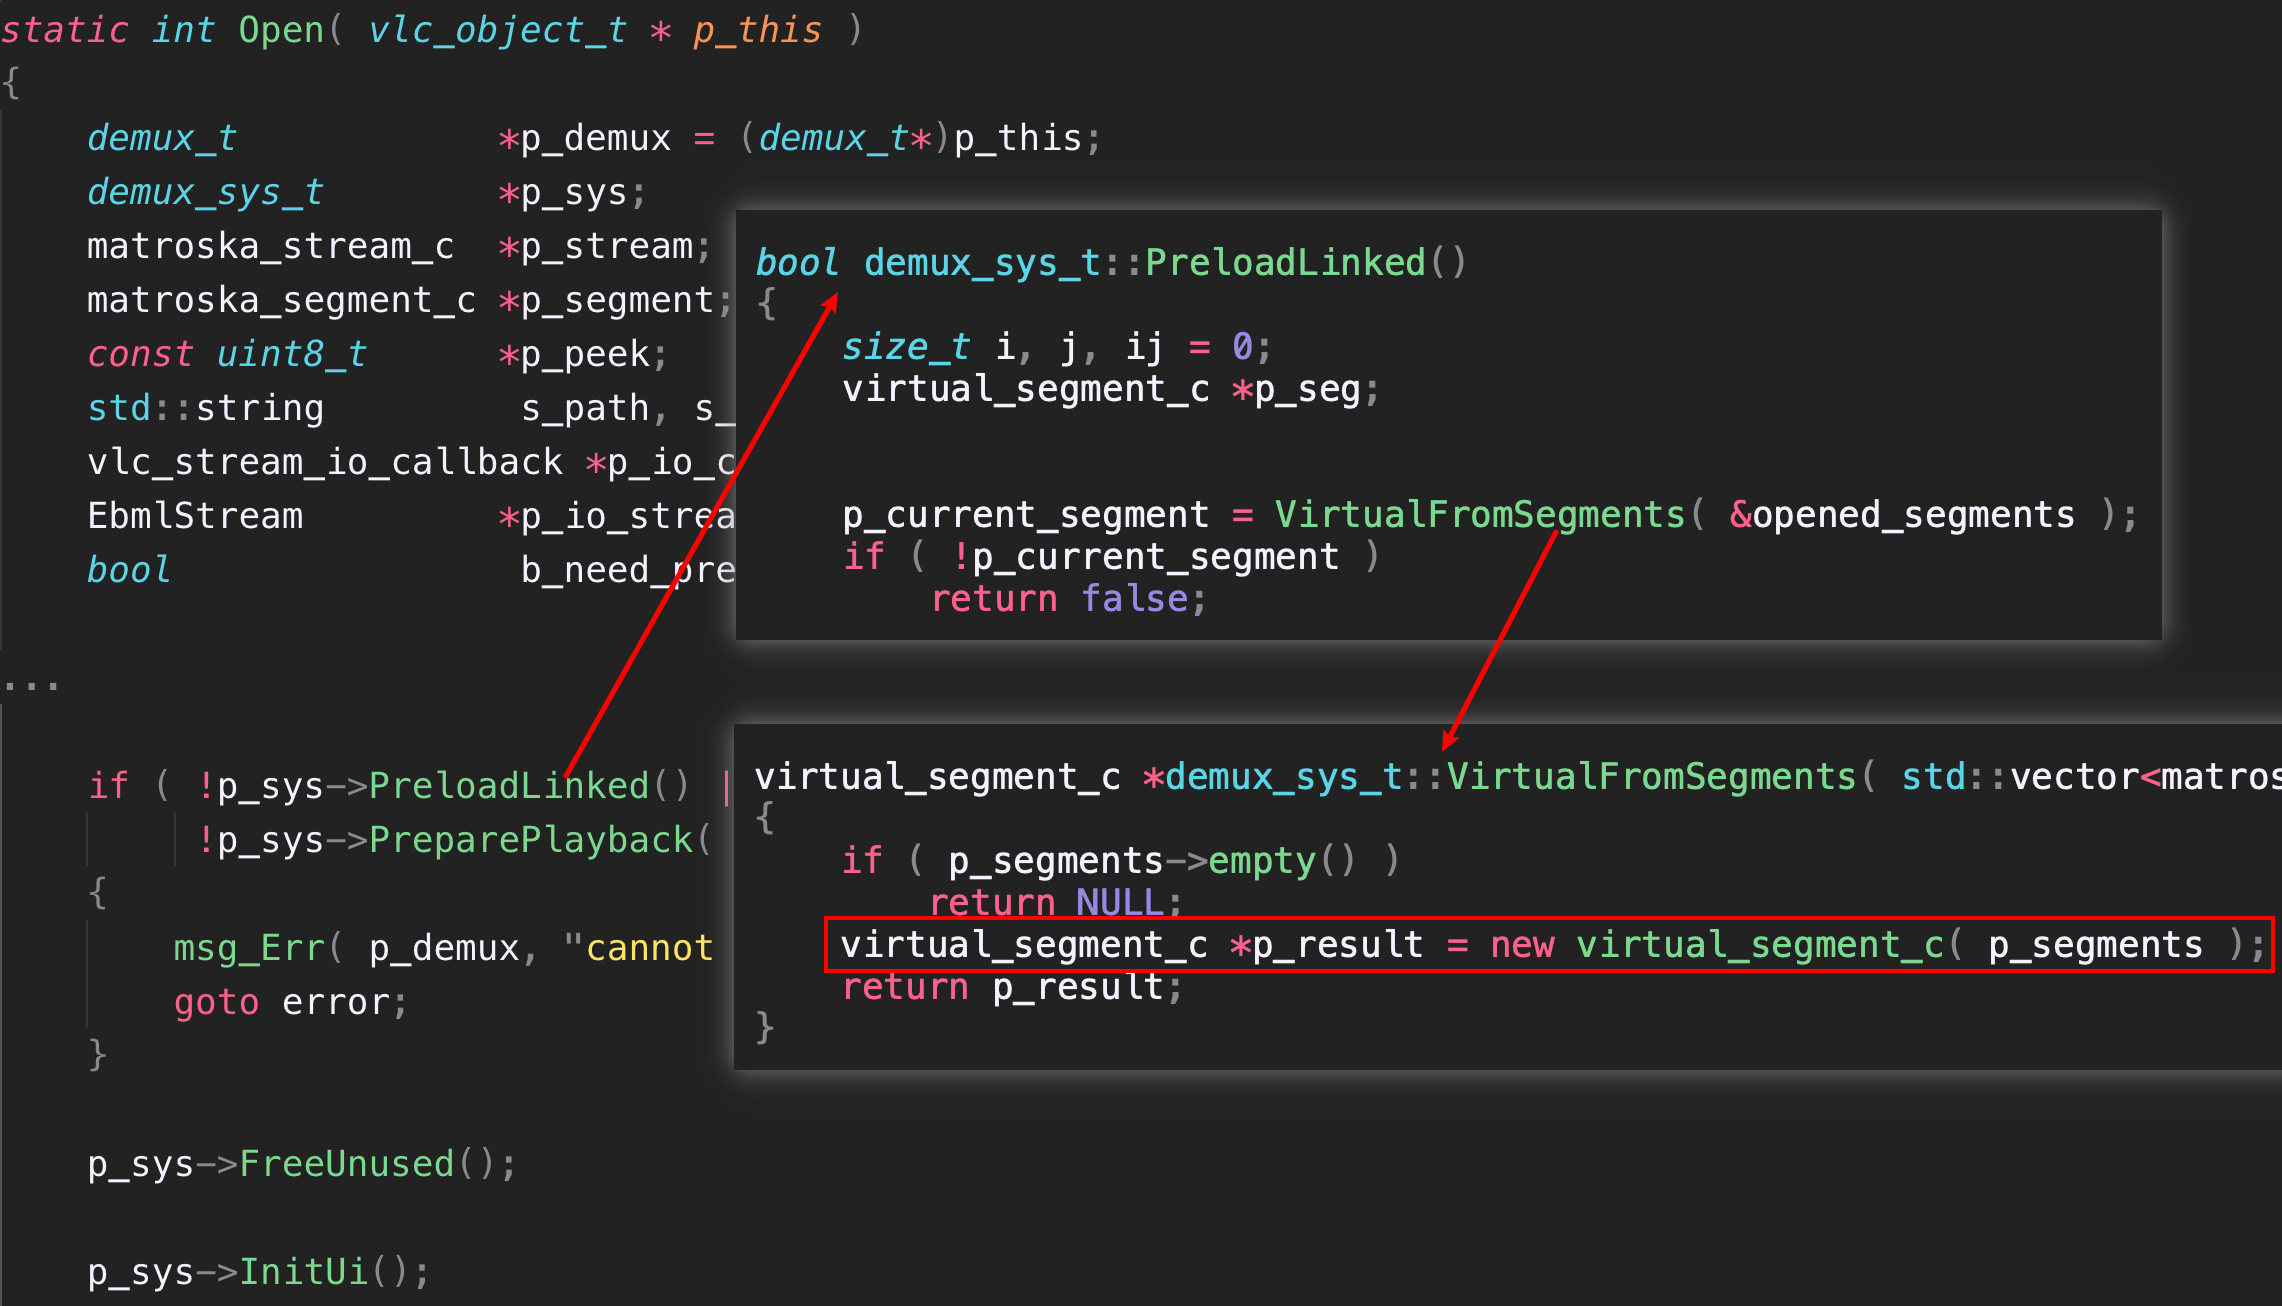 static int Open( vlc_object_t * p_this )
{
demux_t *p_demux = (demux_t*)p_this;
demux_sys_t *p_sys;
matroska_stream_c *p_stream;
matroska_segment_c *p_segment;
const uint8_t *p_peek;
std::string s_path, s_
vlc_stream_io_callback *p_io_c
EbmlStream *p_io_strea
bool b_need_pre
...
if ( !p_sys->PreloadLinked() |
!p_sys->PreparePlayback(
{
msg_Err( p_demux, "cannot
goto error;
}
p_sys->FreeUnused();
p_sys->InitUi();
bool demux_sys_t::PreloadLinked()
{
size_t i, j, ij = 0;
virtual_segment_c *p_seg;
p_current_segment = VirtualFromSegments( &opened_segments );
if ( !p_current_segment )
return false;
virtual_segment_c *demux_sys_t::VirtualFromSegments( std::vector<matros
{
if ( p_segments->empty() )
return NULL;
virtual_segment_c *p_result = new virtual_segment_c( p_segments );
return p_result;
}